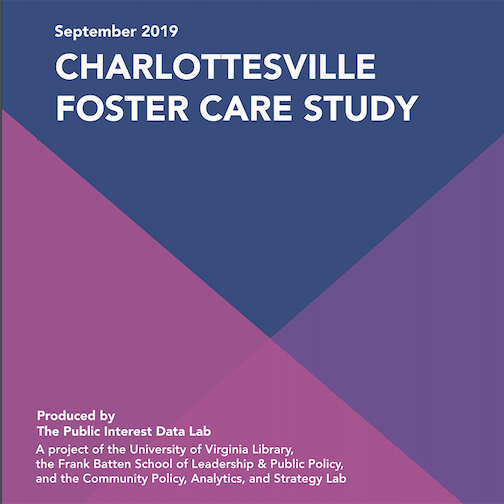 September 2019
CHARLOTTESVILLE
FOSTER CARE STUDY
Produced by
The Public Interest Data Lab
A project of the University of Virginia Library,
the Frank Batten School of Leadership & Public Policy,
and the Community Policy, Analytics, and Strategy Lab